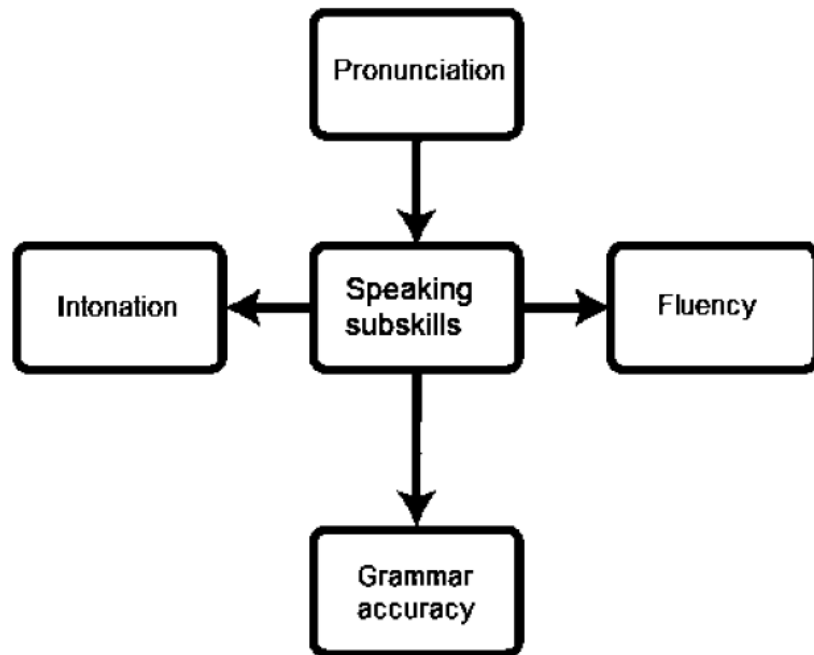 Pronunciation
Intonation
Speaking
subskills
Fluency
Grammar
accuracy